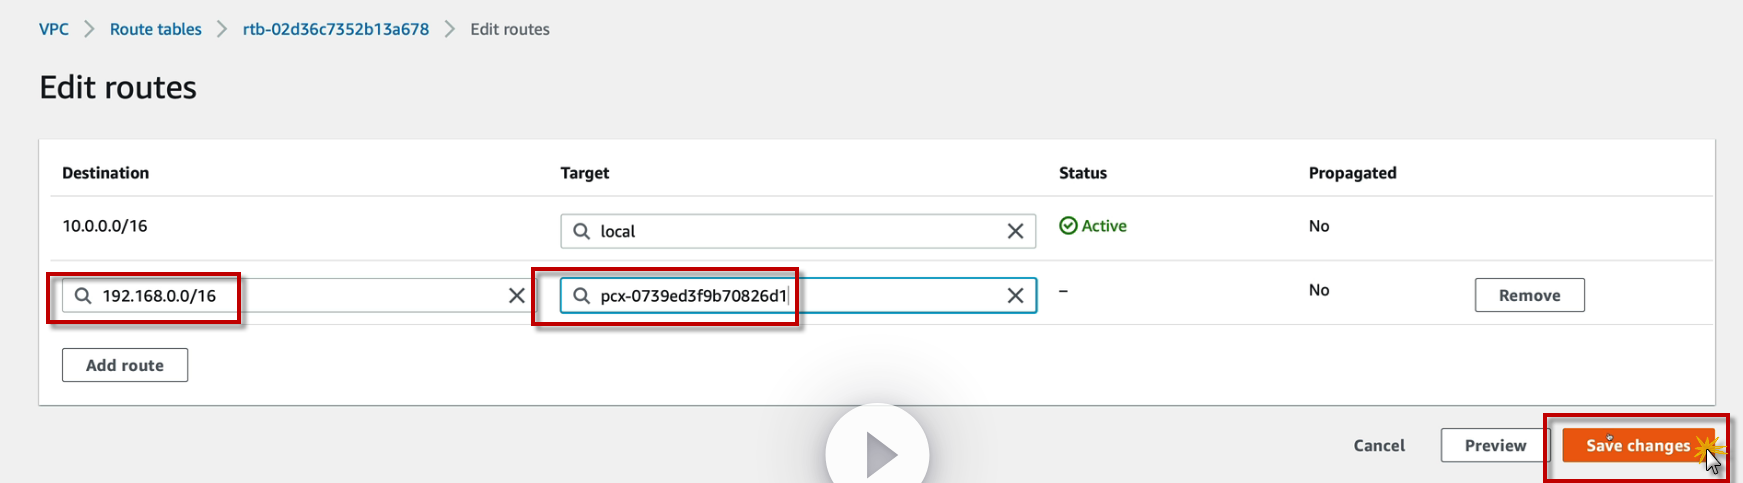 VPC > Route tables > rtb-02d36c7352b13a678 > Edit routes
Edit routes
Destination Target Status Propagated
10.0.0.0/16 local Active No
192.168.0.0/16 pcx-0739ed3f9b70826d1 – No Remove
Add route
Cancel Preview Save changes